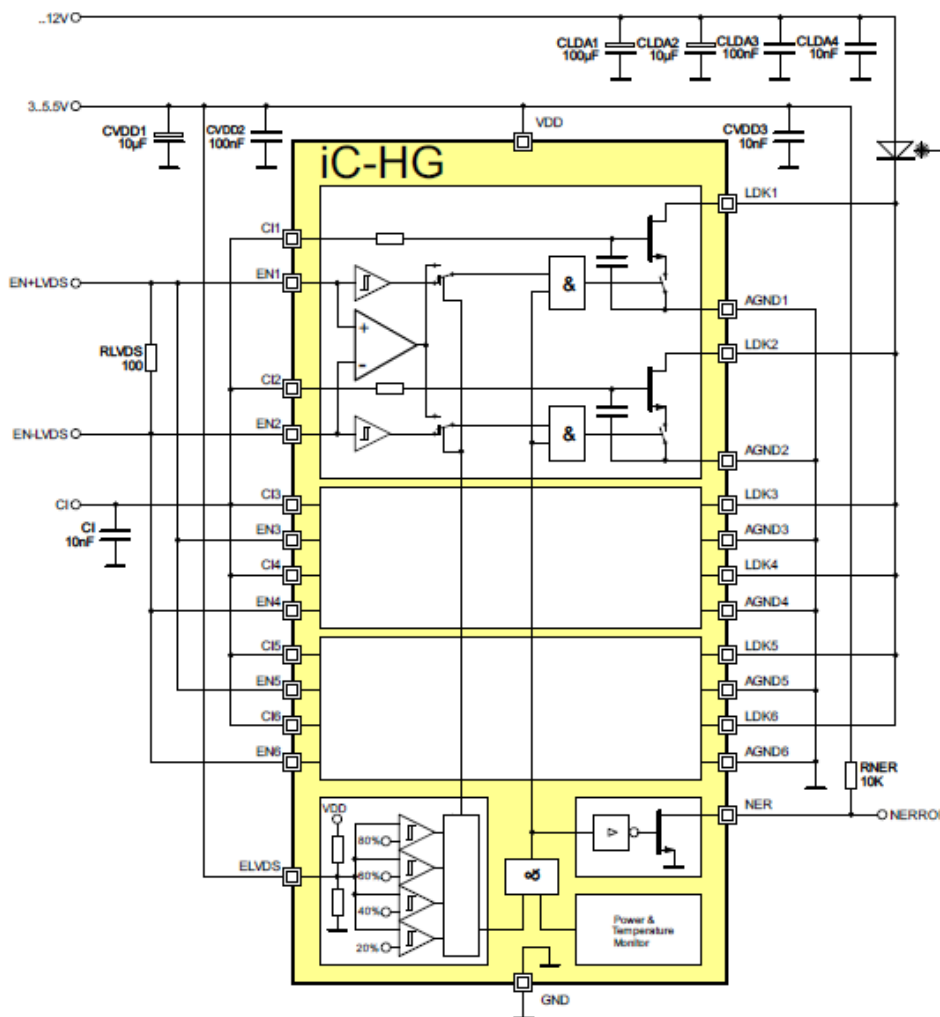 ..12V
CLDA1
100µF
CLDA2
10µF
CLDA3
100nF
CLDA4
10nF
3..5.5V
CVDD1
10µF
CVDD2
100nF
VDD
CVDD3
10nF
iC-HG
LDK1
CI1
EN+LVDS
EN1
&
AGND1
RLVDS
100
+
-
LDK2
CI2
EN-LVDS
EN2
&
AGND2
CI
CI3
LDK3
CI
10nF
EN3
AGND3
CI4
LDK4
EN4
AGND4
CI5
LDK5
EN5
AGND5
CI6
LDK6
EN6
AGND6
RNER
10K
VDD
NER
NERROR
80%
ELVDS
60%
&
40%
Power &
Temperature
Monitor
20%
GND